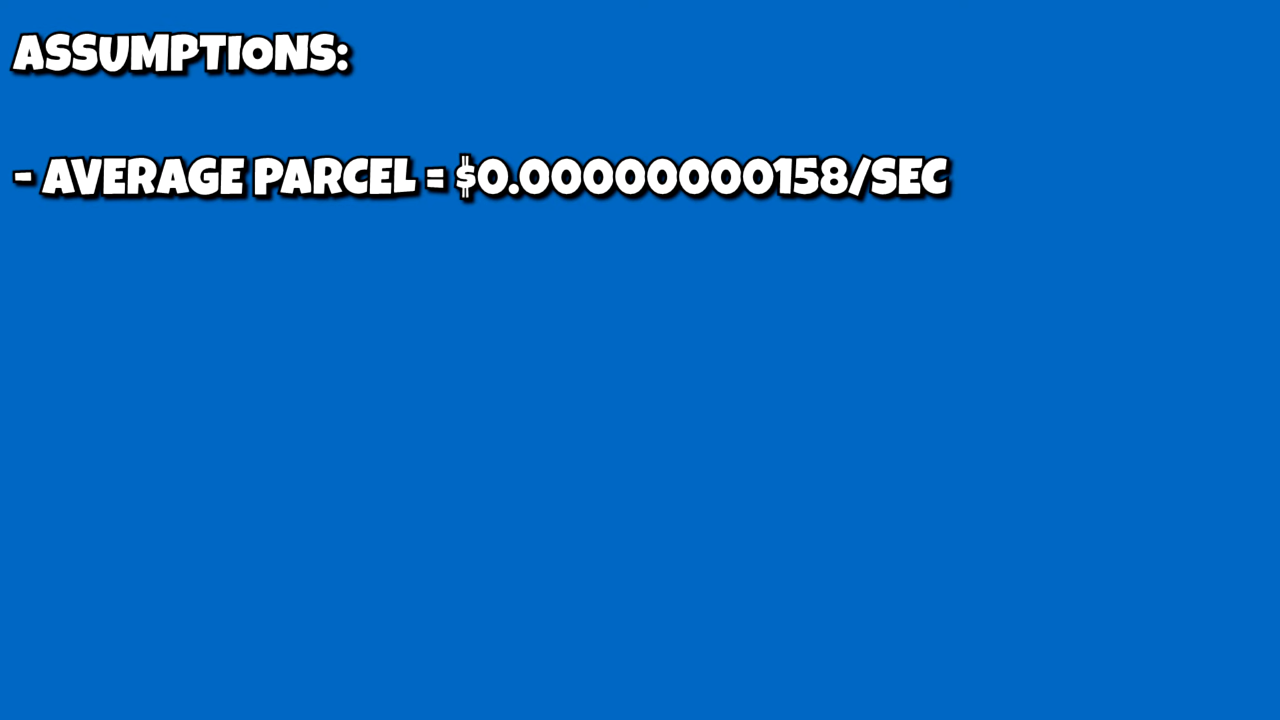 ASSUMPTIONS:
- AVERAGE PARCEL = $0.00000000158/SEC